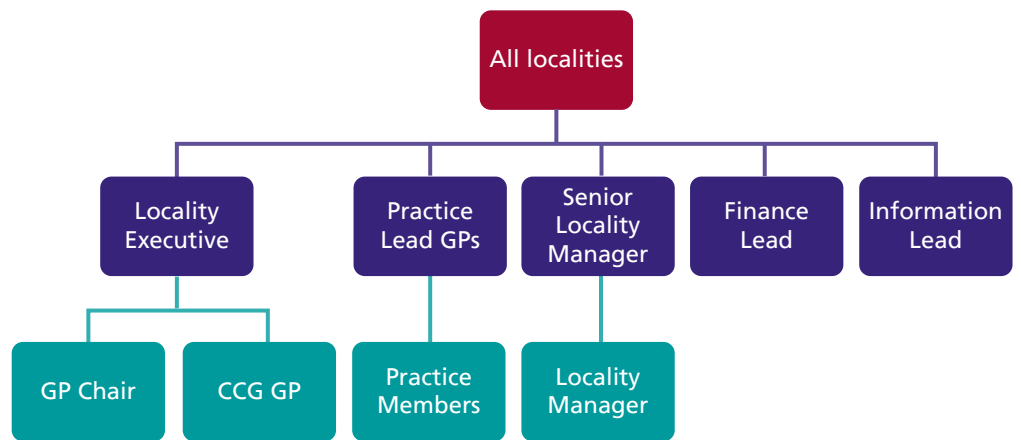 All localities
Locality
Executive
Practice
Lead GPs
Senior
Locality
Manager
Finance
Lead
Information
Lead
GP Chair
CCG GP
Practice
Members
Locality
Manager